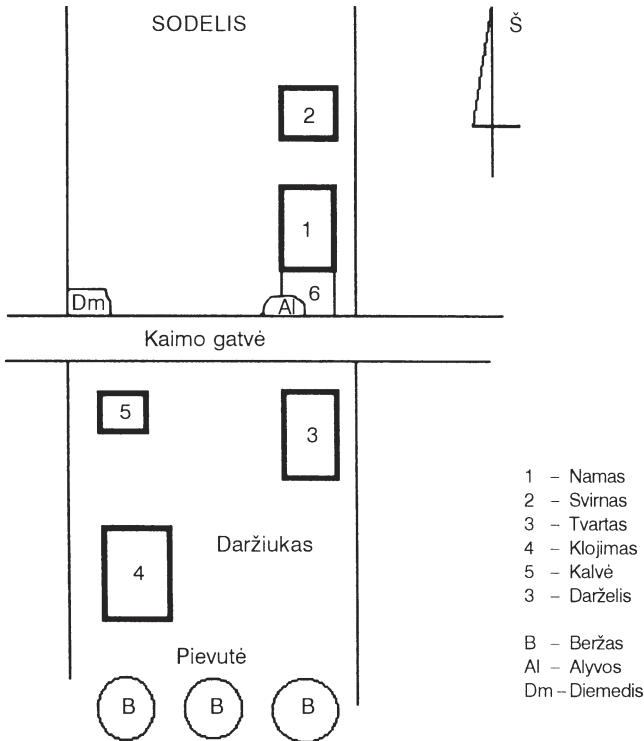 SODELIS
Š
2
1
6
Dm
Al
Kaimo gatvė
5
3
Daržiukas
4
Pievutė
B
B
B
1 – Namas
2 – Svirnas
3 – Tvartas
4 – Klojimas
5 – Kalvė
3 – Darželis
B – Beržas
Al – Alyvos
Dm – Diemedis